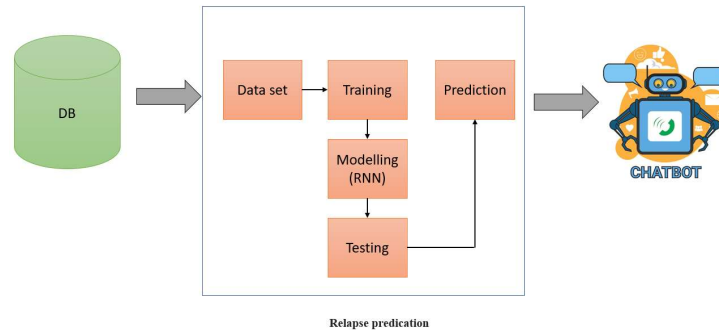 DB
Data set
Training
Prediction
Modelling
(RNN)
Testing
CHATBOT
Relapse predication